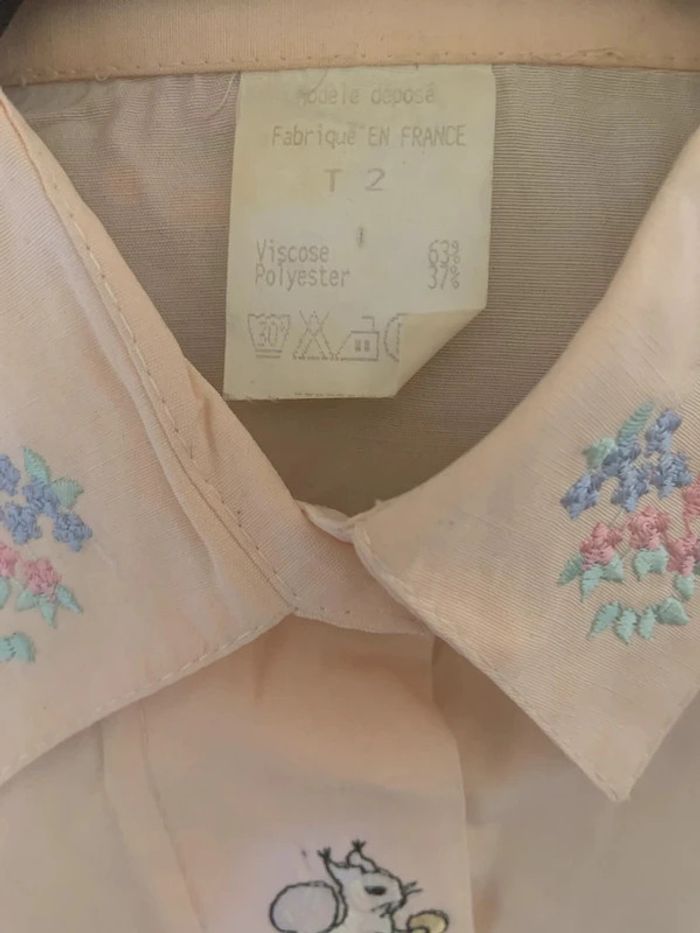 Modèle déposé
Fabriqué EN FRANCE
T 2
Viscose 63%
Polyester 37%
30°